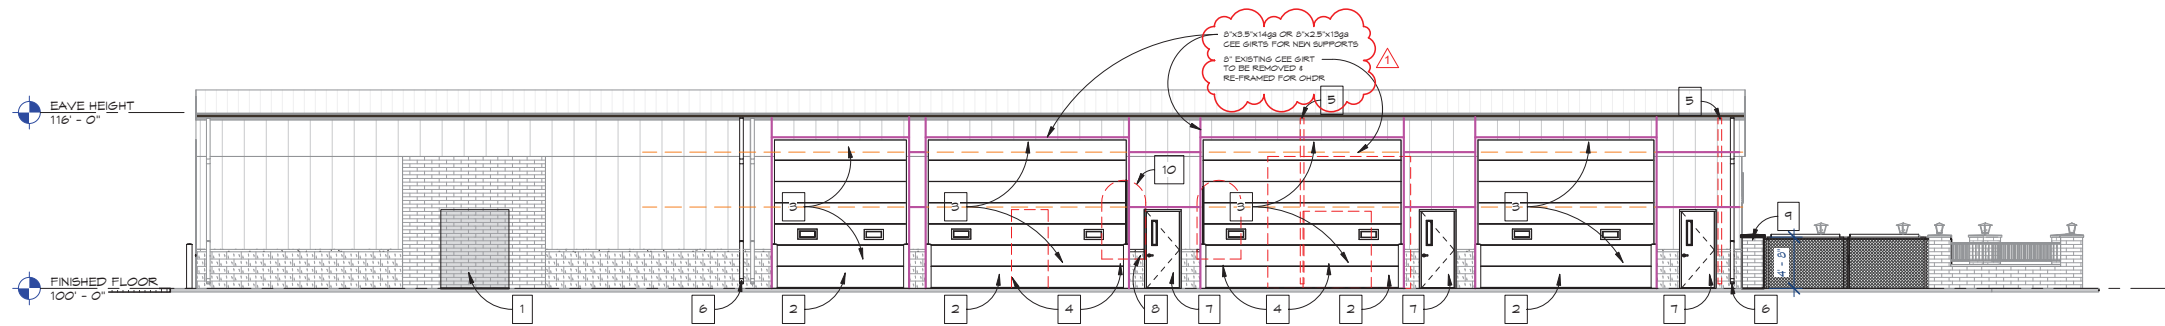 8"x3.5"x14ga OR 8"x2.5"x13ga
CEE GIRTS FOR NEW SUPPORTS
8" EXISTING CEE GIRT
TO BE REMOVED &
RE-FRAMED FOR OHDR
1
EAVE HEIGHT
116' - 0"
5
5
10
3
3
3
3
9
4' - 8"
FINISHED FLOOR
100' - 0"
1
6
2
2
4
8
7
4
2
7
2
7
6